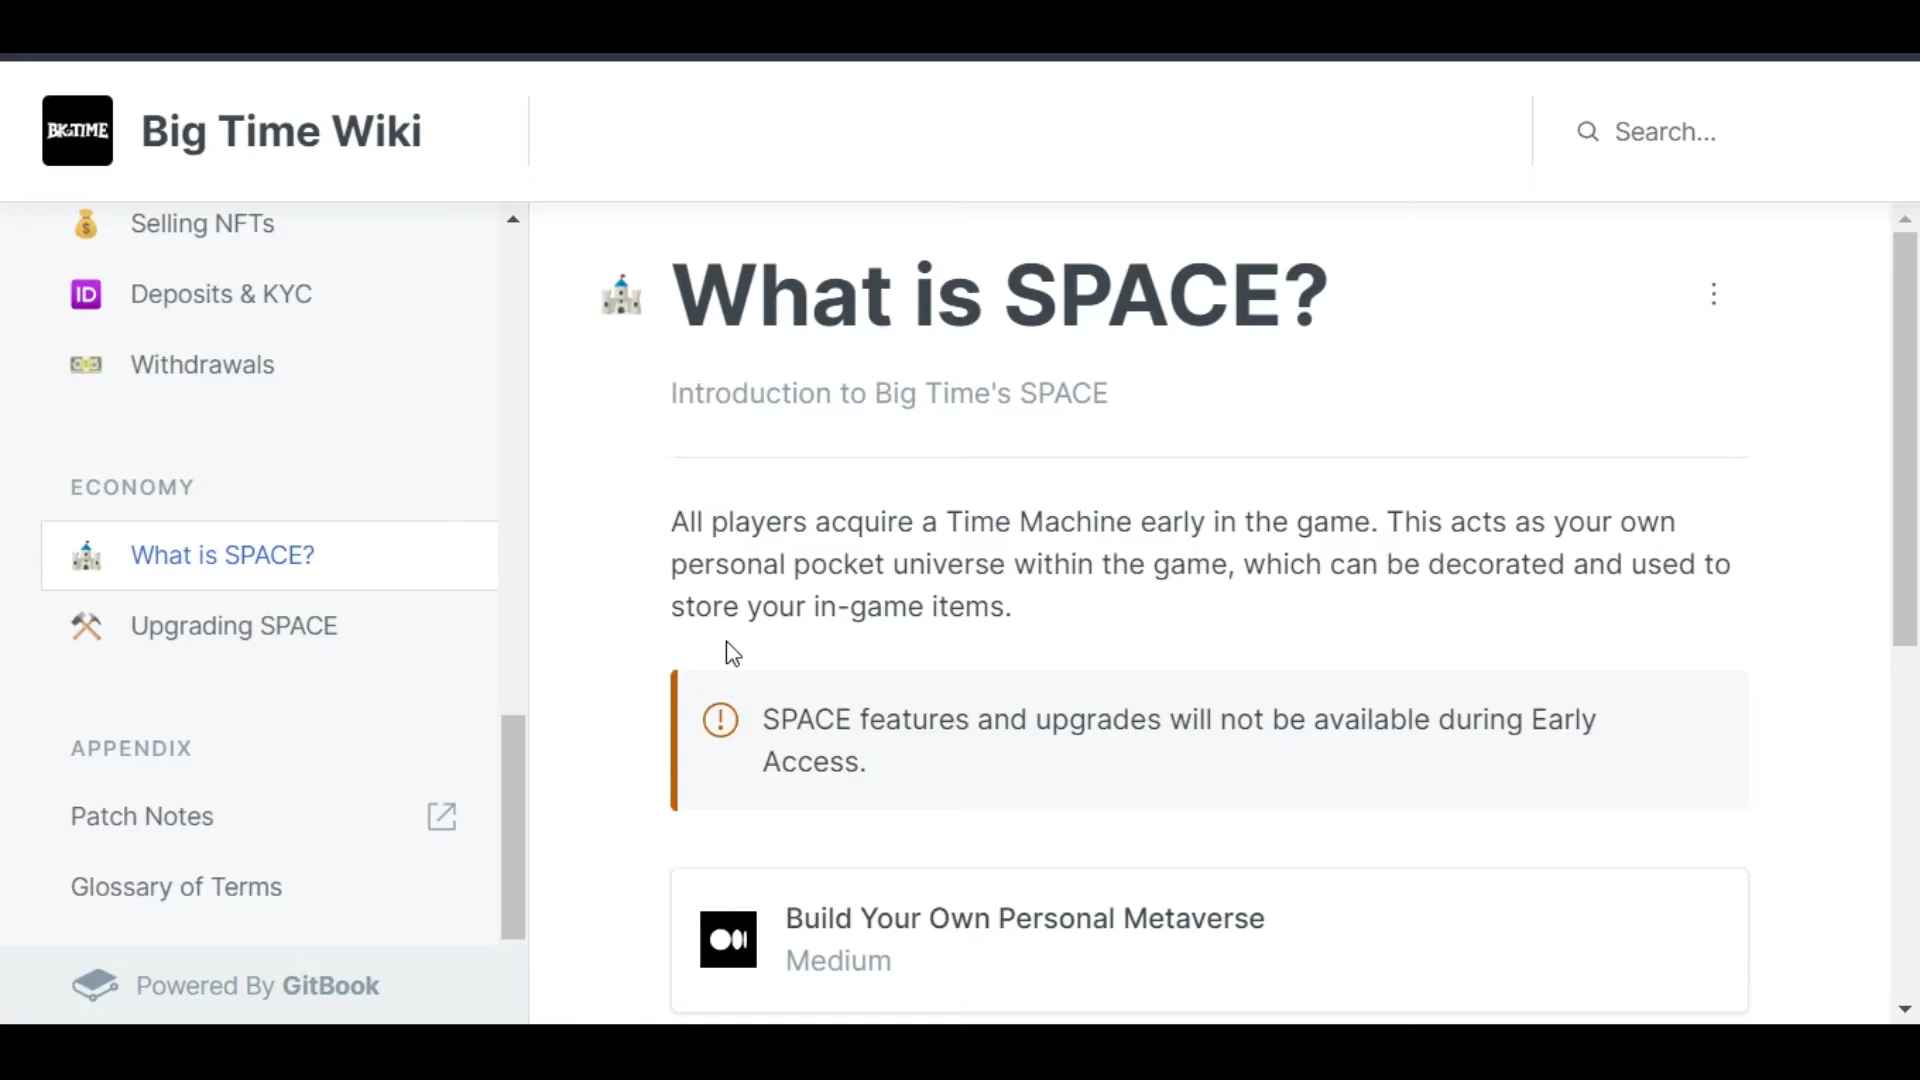 BIGTIME
Big Time Wiki
Search...
Selling NFTs
ID
Deposits & KYC
Withdrawals
ECONOMY
What is SPACE?
Upgrading SPACE
APPENDIX
Patch Notes
Glossary of Terms
Powered By GitBook
What is SPACE?
Introduction to Big Time's SPACE
All players acquire a Time Machine early in the game. This acts as your own
personal pocket universe within the game, which can be decorated and used to
store your in-game items.
SPACE features and upgrades will not be available during Early
Access.
Build Your Own Personal Metaverse
Medium